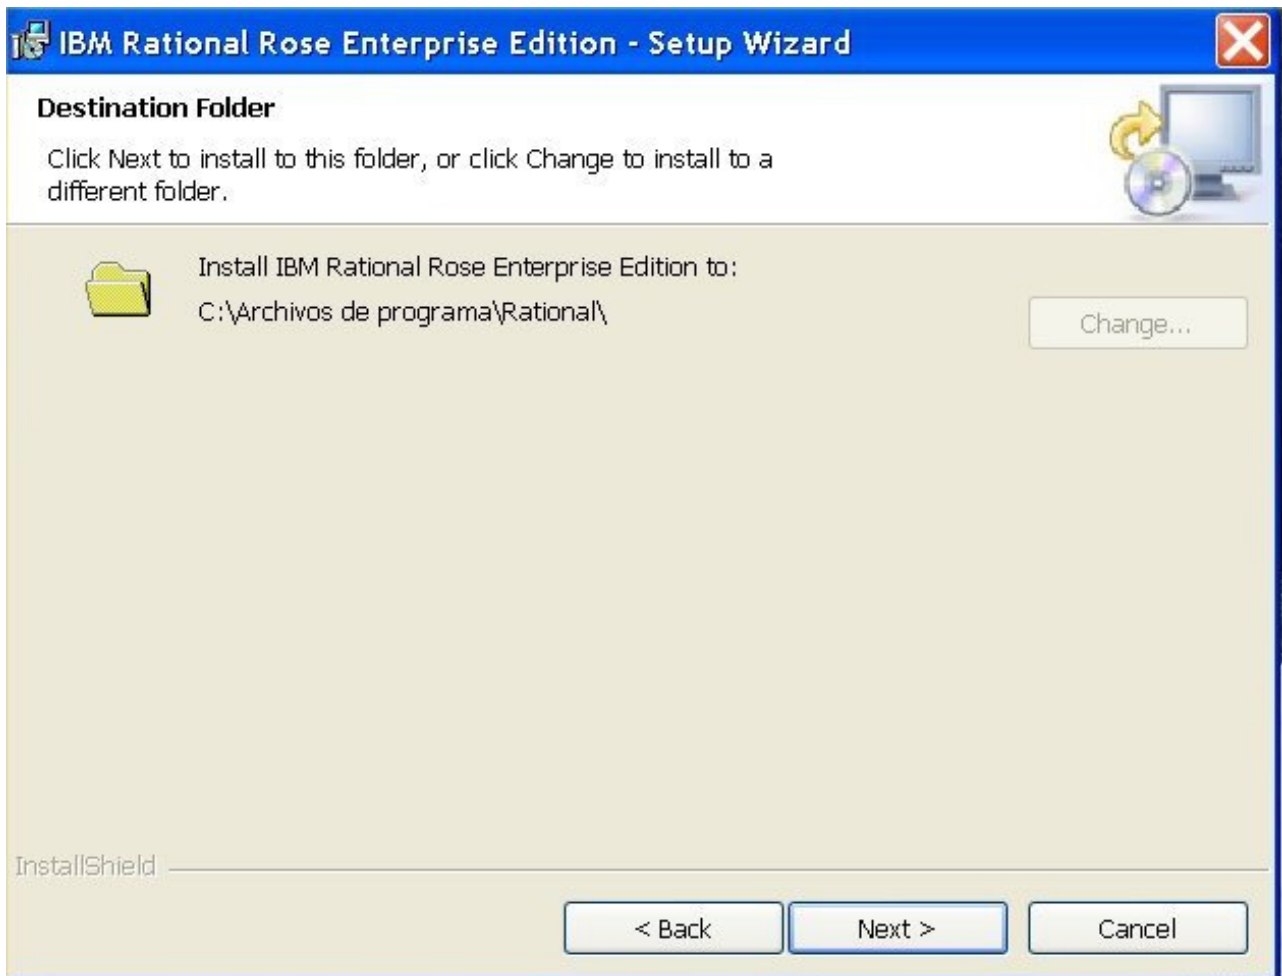 IBM Rational Rose Enterprise Edition - Setup Wizard
Destination Folder
Click Next to install to this folder, or click Change to install to a
different folder.
Install IBM Rational Rose Enterprise Edition to:
C:\Archivos de programa\Rational\
Change...
InstallShield
< Back
Next >
Cancel